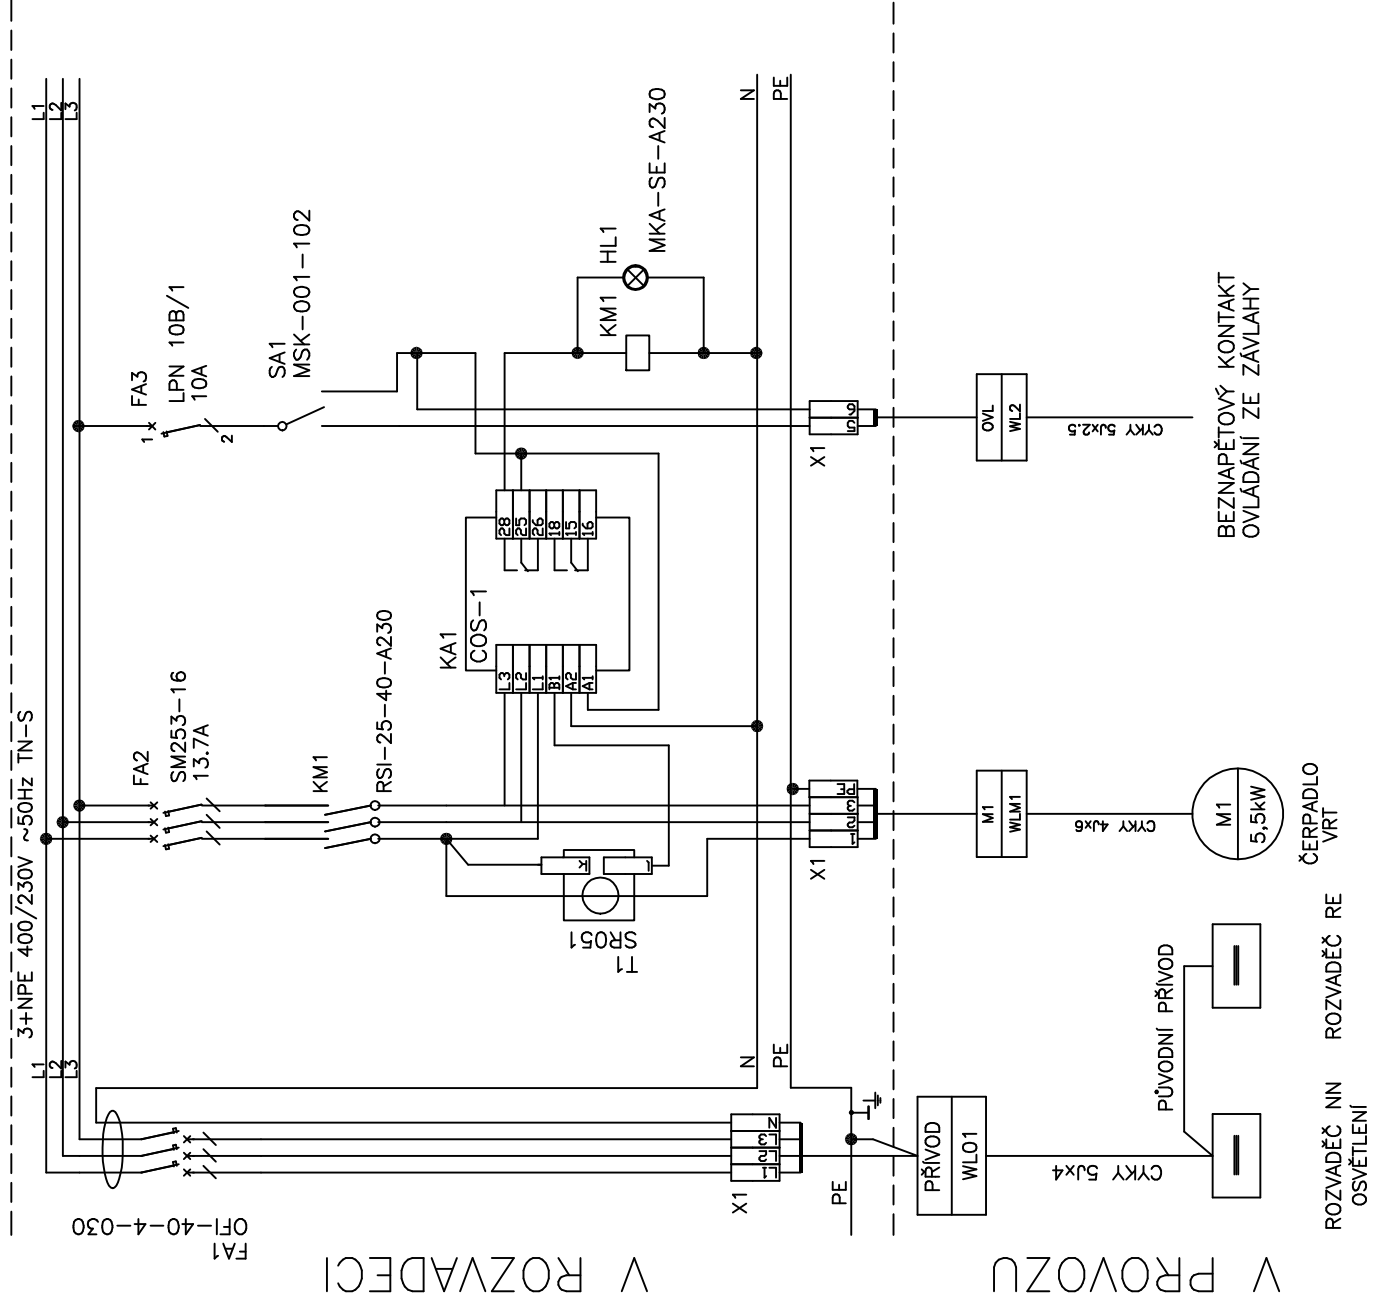 3+NPE 400/230V ~50Hz TN-S
L1
L2
L3
FA1
OFI-40-4-030
L1
L2
L3
N
X1
N
PE
PE
PŘÍVOD
WL01
CYKY 5Jx4
PŮVODNÍ PŘÍVOD
ROZVADĚČ NN
OSVĚTLENÍ
ROZVADĚČ RE
FA2
SM253-16
13.7A
KM1
RSI-25-40-A230
T1
SR051
k
l
KA1
COS-1
L3
L2
L1
B1
A2
A1
28
25
26
18
15
16
X1
1
2
3
PE
M1
WLM1
CYKY 4Jx6
M1
5,5kW
ČERPADLO
VRT
FA3
LPN 10B/1
10A
1
2
SA1
MSK-001-102
KM1
HL1
MKA-SE-A230
X1
5
6
OVL
WL2
CYKY 5Jx2.5
BEZNAPĚTOVÝ KONTAKT
OVLÁDÁNÍ ZE ZÁVLAHY
L1
L2
L3
N
PE
V ROZVADECI
V PROVOZU